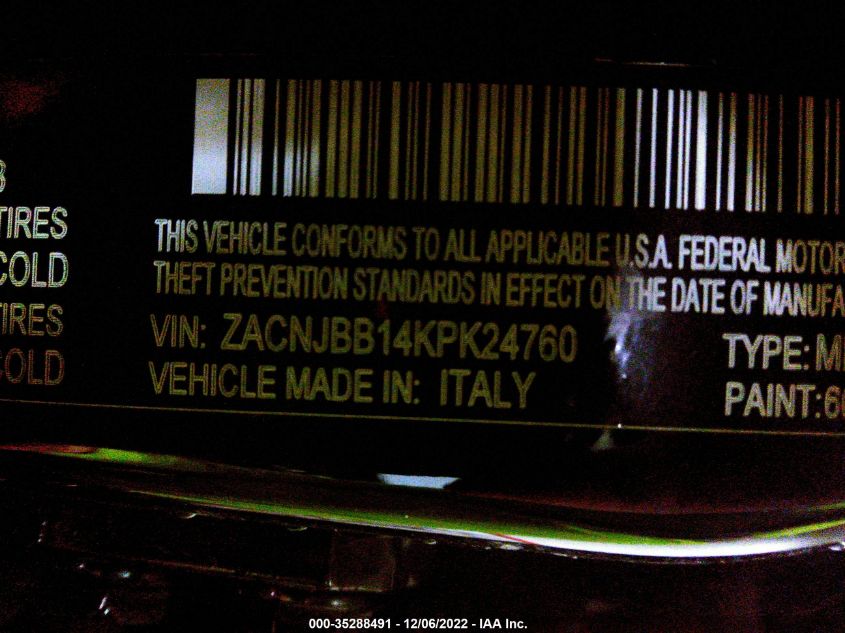 TIRES
COLD
TIRES
COLD
THIS VEHICLE CONFORMS TO ALL APPLICABLE U.S.A. FEDERAL MOTOR
THEFT PREVENTION STANDARDS IN EFFECT ON THE DATE OF MANUFA
VIN: ZACNJBB14KPK24760
TYPE: M
VEHICLE MADE IN: ITALY
PAINT:6
000-35288491 - 12/06/2022 - IAA Inc.